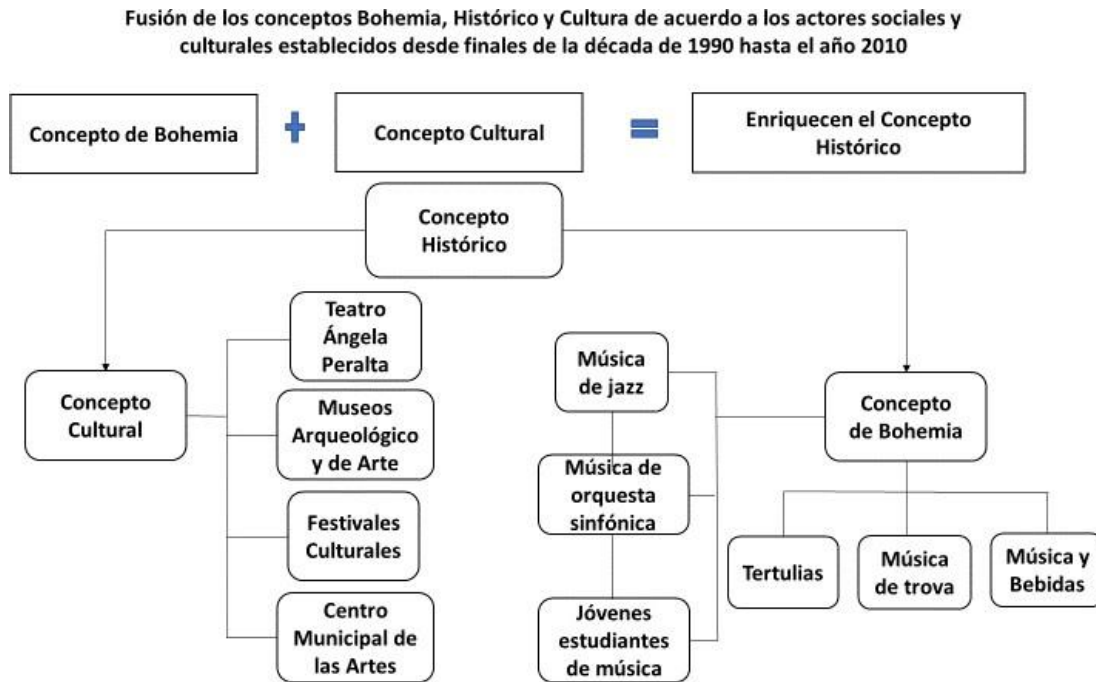 Fusión de los conceptos Bohemia, Histórico y Cultura de acuerdo a los actores sociales y
culturales establecidos desde finales de la década de 1990 hasta el año 2010
Concepto de Bohemia
+
Concepto Cultural
=
Enriquecen el Concepto
Histórico
Concepto
Histórico
Concepto
Cultural
Teatro
Ángela
Peralta
Museos
Arqueológico
y de Arte
Festivales
Culturales
Centro
Municipal de
las Artes
Música
de jazz
Música de
orquesta
sinfónica
Jóvenes
estudiantes
de música
Concepto
de Bohemia
Tertulias
Música
de trova
Música y
Bebidas